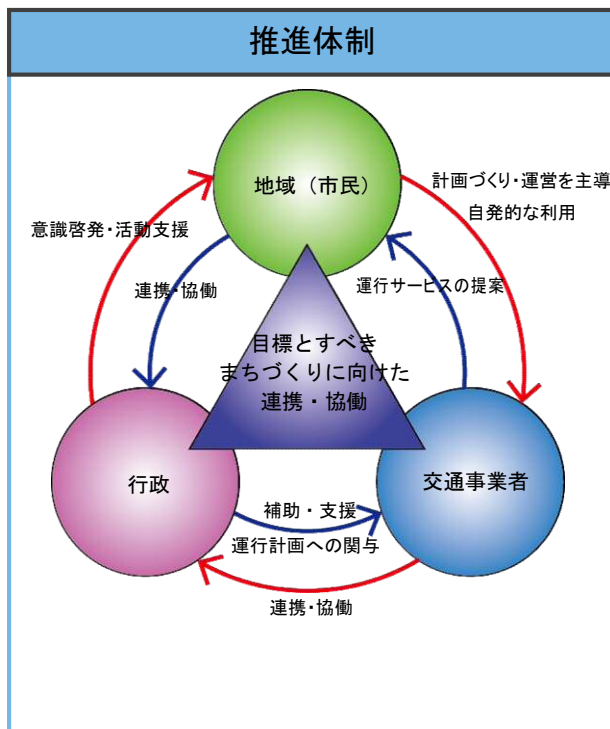 推進体制
地域（市民）
計画づくり・運営を主導
自発的な利用
意識啓発・活動支援
連携・協働
運行サービスの提案
目標とすべき
まちづくりに向けた
連携・協働
行政
交通事業者
補助・支援
運行計画への関与
連携・協働